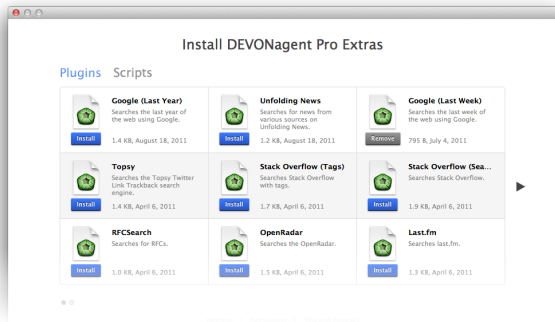 Install DEVONagent Pro Extras
Plugins Scripts
Google (Last Year)
Searches the last year of
the web using Google.
Install
1.4 KB, August 18, 2011
Unfolding News
Searches for news from
various sources on
Unfolding News.
Install
1.2 KB, August 18, 2011
Google (Last Week)
Searches the last week of
the web using Google.
Remove
795 B, July 4, 2011
Topsy
Searches the Topsy Twitter
Link Trackback search
engine.
Install
1.4 KB, April 6, 2011
Stack Overflow (Tags)
Searches Stack Overflow
with tags.
Install
1.7 KB, April 6, 2011
Stack Overflow (Sea...
Searches Stack Overflow.
Install
1.9 KB, April 6, 2011
RFCSearch
Searches for RFCs.
Install
1.0 KB, April 6, 2011
OpenRadar
Searches the OpenRadar.
Install
1.5 KB, April 6, 2011
Last.fm
Searches last.fm.
Install
1.3 KB, April 6, 2011